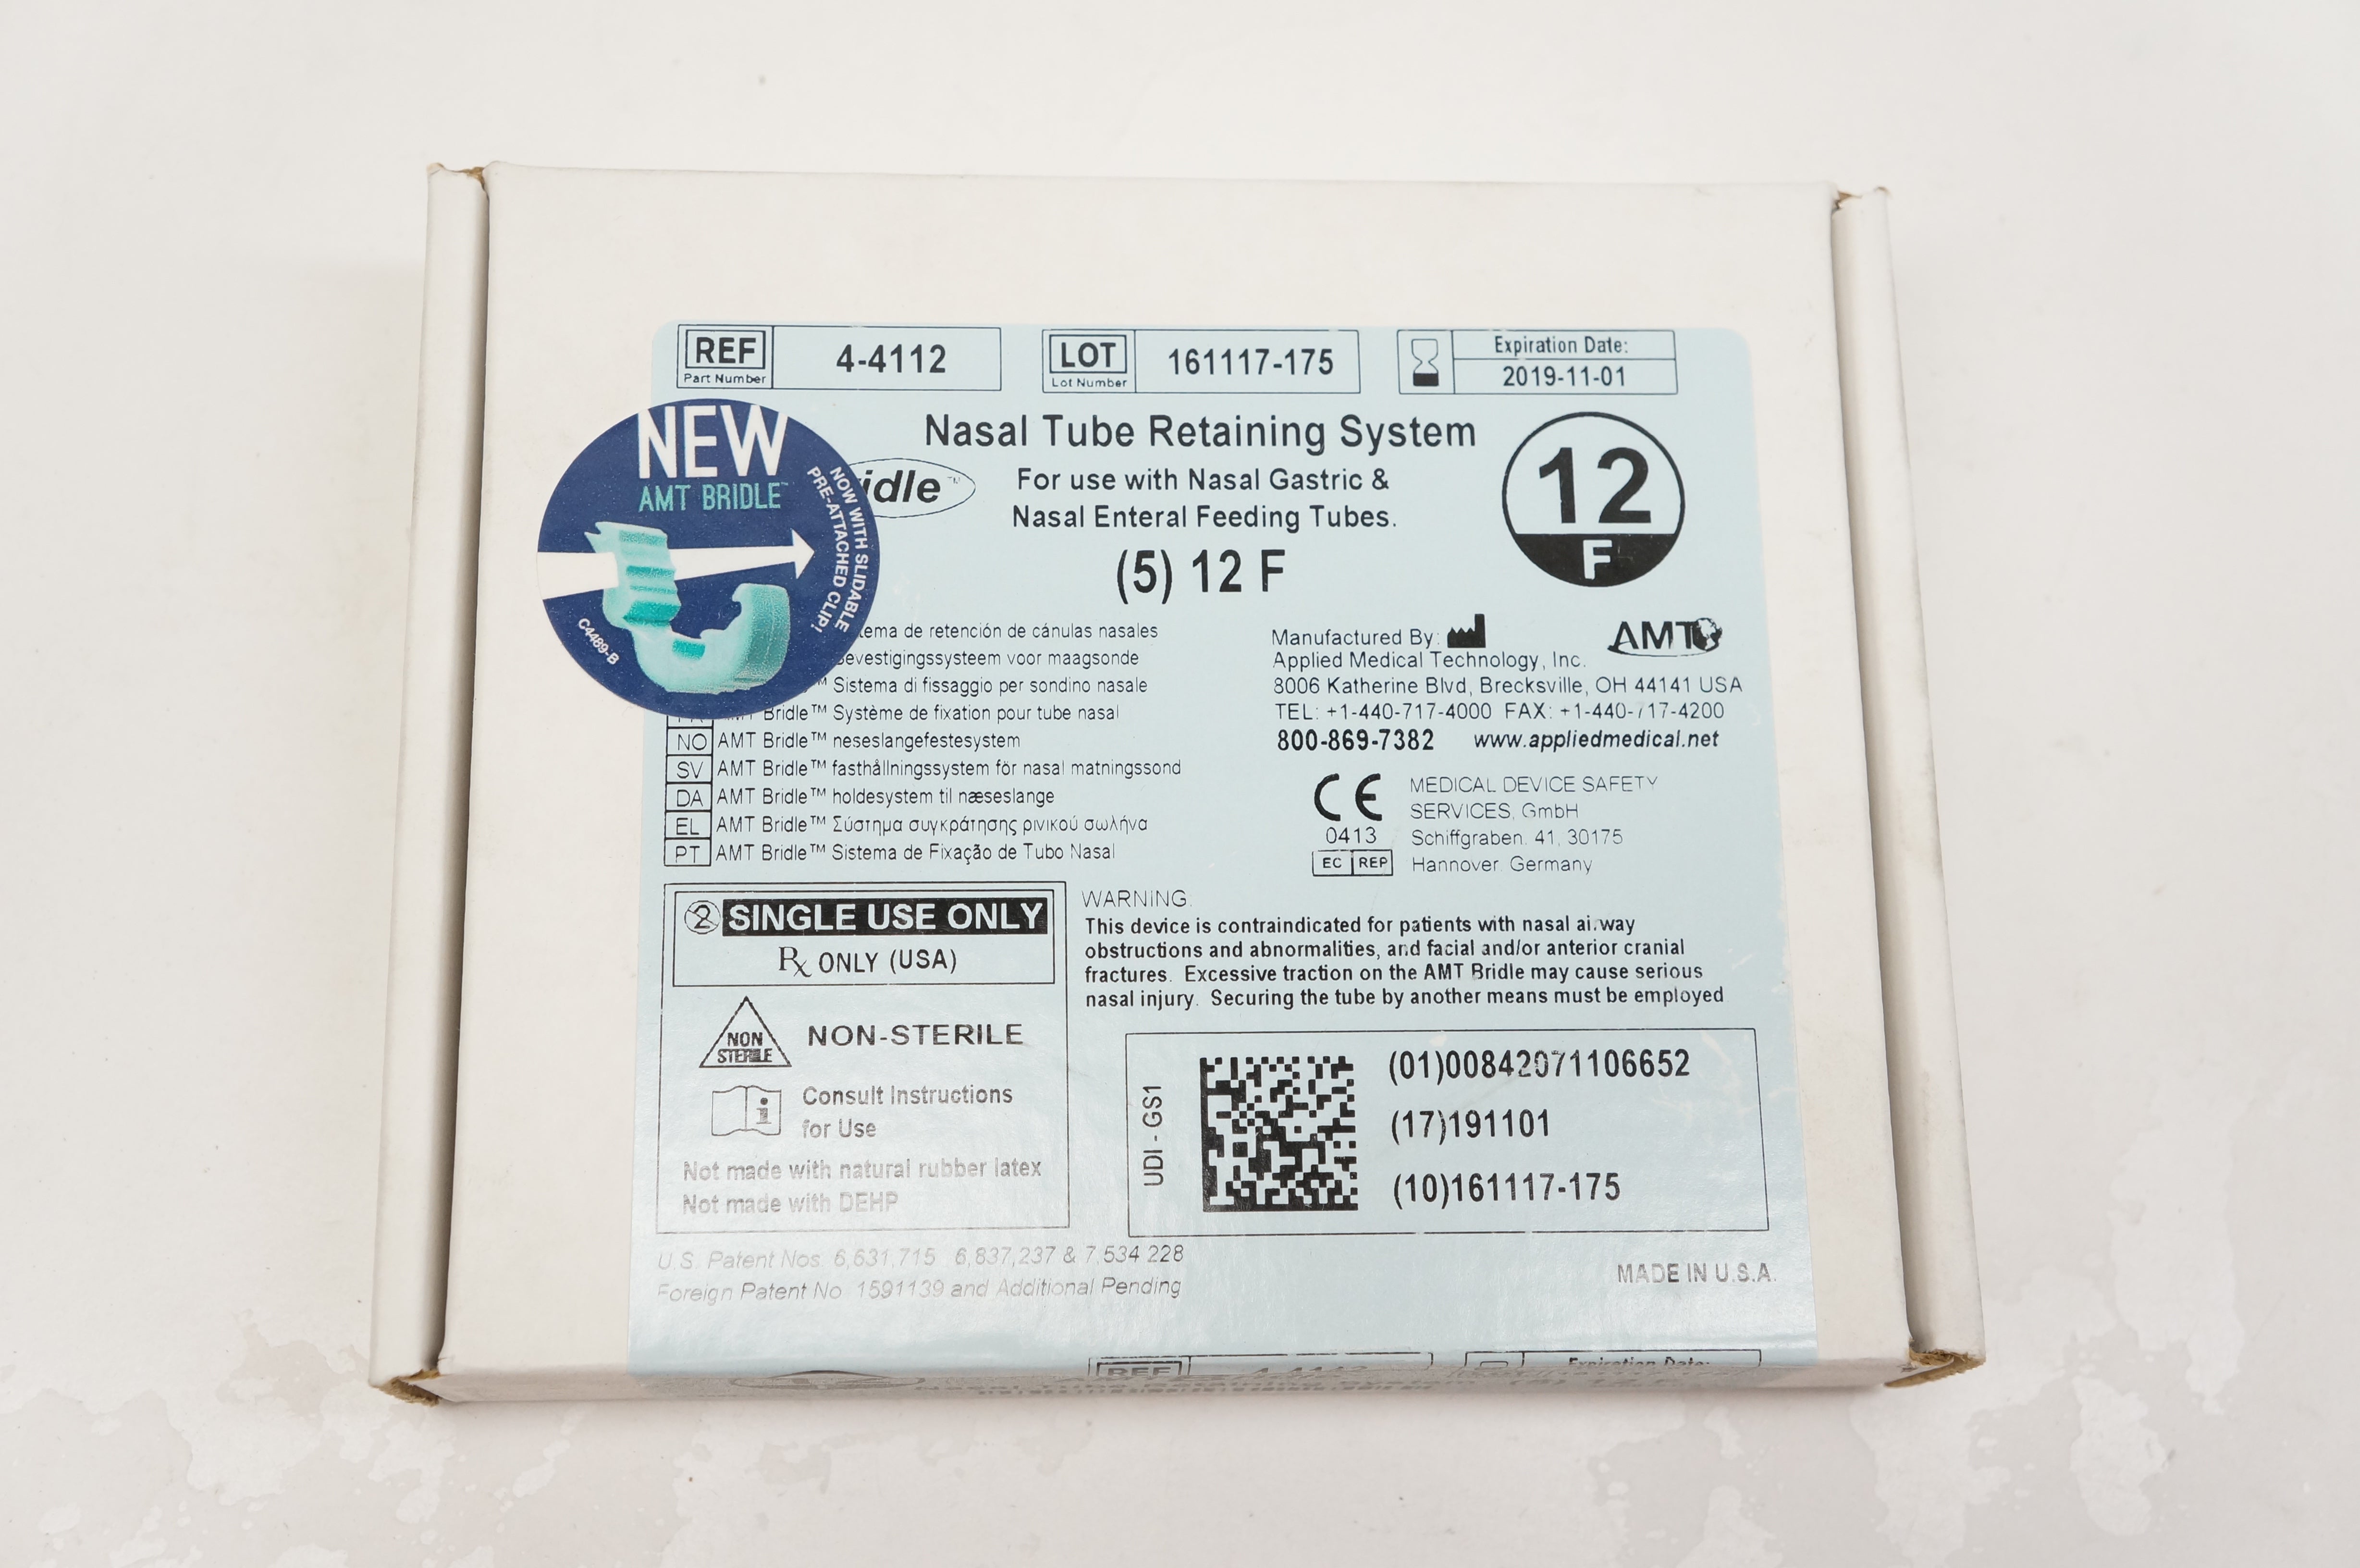 REF
Part Number
4-4112
LOT
Lot Number
161117-175
Expiration Date:
2019-11-01
NEW
AMT BRIDLE™
NOW WITH SLIDABLE
PRE-ATTACHED CLIP!
C4489-B
Nasal Tube Retaining System
idle™
For use with Nasal Gastric &
Nasal Enteral Feeding Tubes.
(5) 12 F
12
F
tema de retención de cánulas nasales
Bevestigingssysteem voor maagsonde
™ Sistema di fissaggio per sondino nasale
Bridle™ Système de fixation pour tube nasal
NO AMT Bridle™ neseslangefestesystem
SV AMT Bridle™ fasthållningssystem för nasal matningssond
DA AMT Bridle™ holdesystem til næseslange
EL AMT Bridle™ Σύστημα συγκράτησης ρινικού σωλήνα
PT AMT Bridle™ Sistema de Fixação de Tubo Nasal
Manufactured By:
AMT
Applied Medical Technology, Inc.
8006 Katherine Blvd, Brecksville, OH 44141 USA
TEL: +1-440-717-4000 FAX: +1-440-717-4200
800-869-7382 www.appliedmedical.net
CE
0413
EC REP
MEDICAL DEVICE SAFETY
SERVICES, GmbH
Schiffgraben. 41, 30175
Hannover Germany
2 SINGLE USE ONLY
Rx ONLY (USA)
NON
STERILE
NON-STERILE
Consult Instructions
for Use
Not made with natural rubber latex
Not made with DEHP
WARNING:
This device is contraindicated for patients with nasal airway
obstructions and abnormalities, and facial and/or anterior cranial
fractures. Excessive traction on the AMT Bridle may cause serious
nasal injury. Securing the tube by another means must be employed
UDI - GS1
(01)00842071106652
(17)191101
(10)161117-175
U.S. Patent Nos. 6,631,715 6,837,237 & 7,534 228
Foreign Patent No 1591139 and Additional Pending
MADE IN U.S.A.
REF
4-4112
Expiration Date: